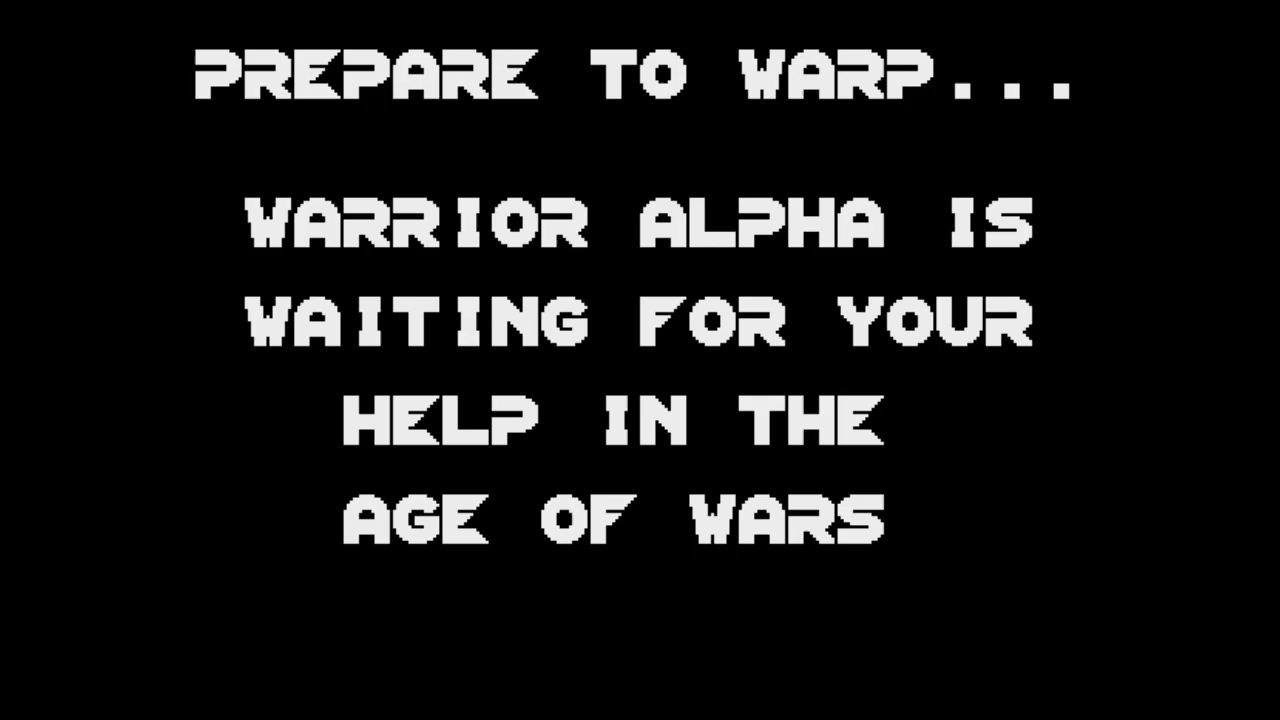 PREPARE TO WARP...
WARRIOR ALPHA IS
WAITING FOR YOUR
HELP IN THE
AGE OF WARS